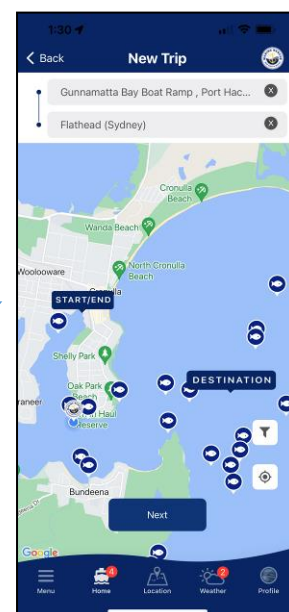 1:30
Back
New Trip
Gunnamatta Bay Boat Ramp , Port Hac...
Flathead (Sydney)
Cronulla
Beach
Wanda Beach
Woolooware
North Cronulla
Beach
START/END
Shelly Park
Oak Park
Beach
DESTINATION
Haul
Reserve
Bundeena
Next
Google
4
2
Menu
Home
Location
Weather
Profile